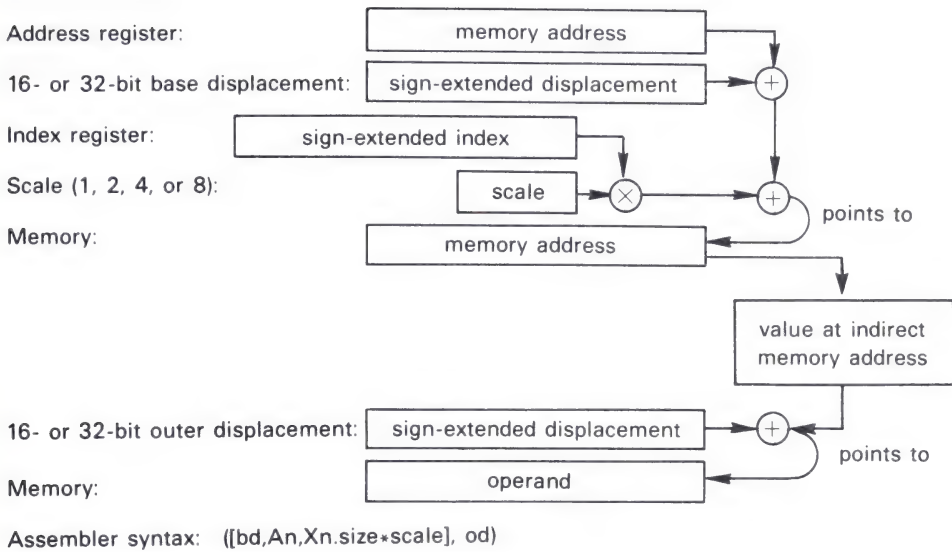 Address register: memory address
16- or 32-bit base displacement: sign-extended displacement +
Index register: sign-extended index
Scale (1, 2, 4, or 8): scale × +
points to
Memory: memory address
value at indirect
memory address
16- or 32-bit outer displacement: sign-extended displacement +
points to
Memory: operand
Assembler syntax: ([bd,An,Xn.size*scale], od)